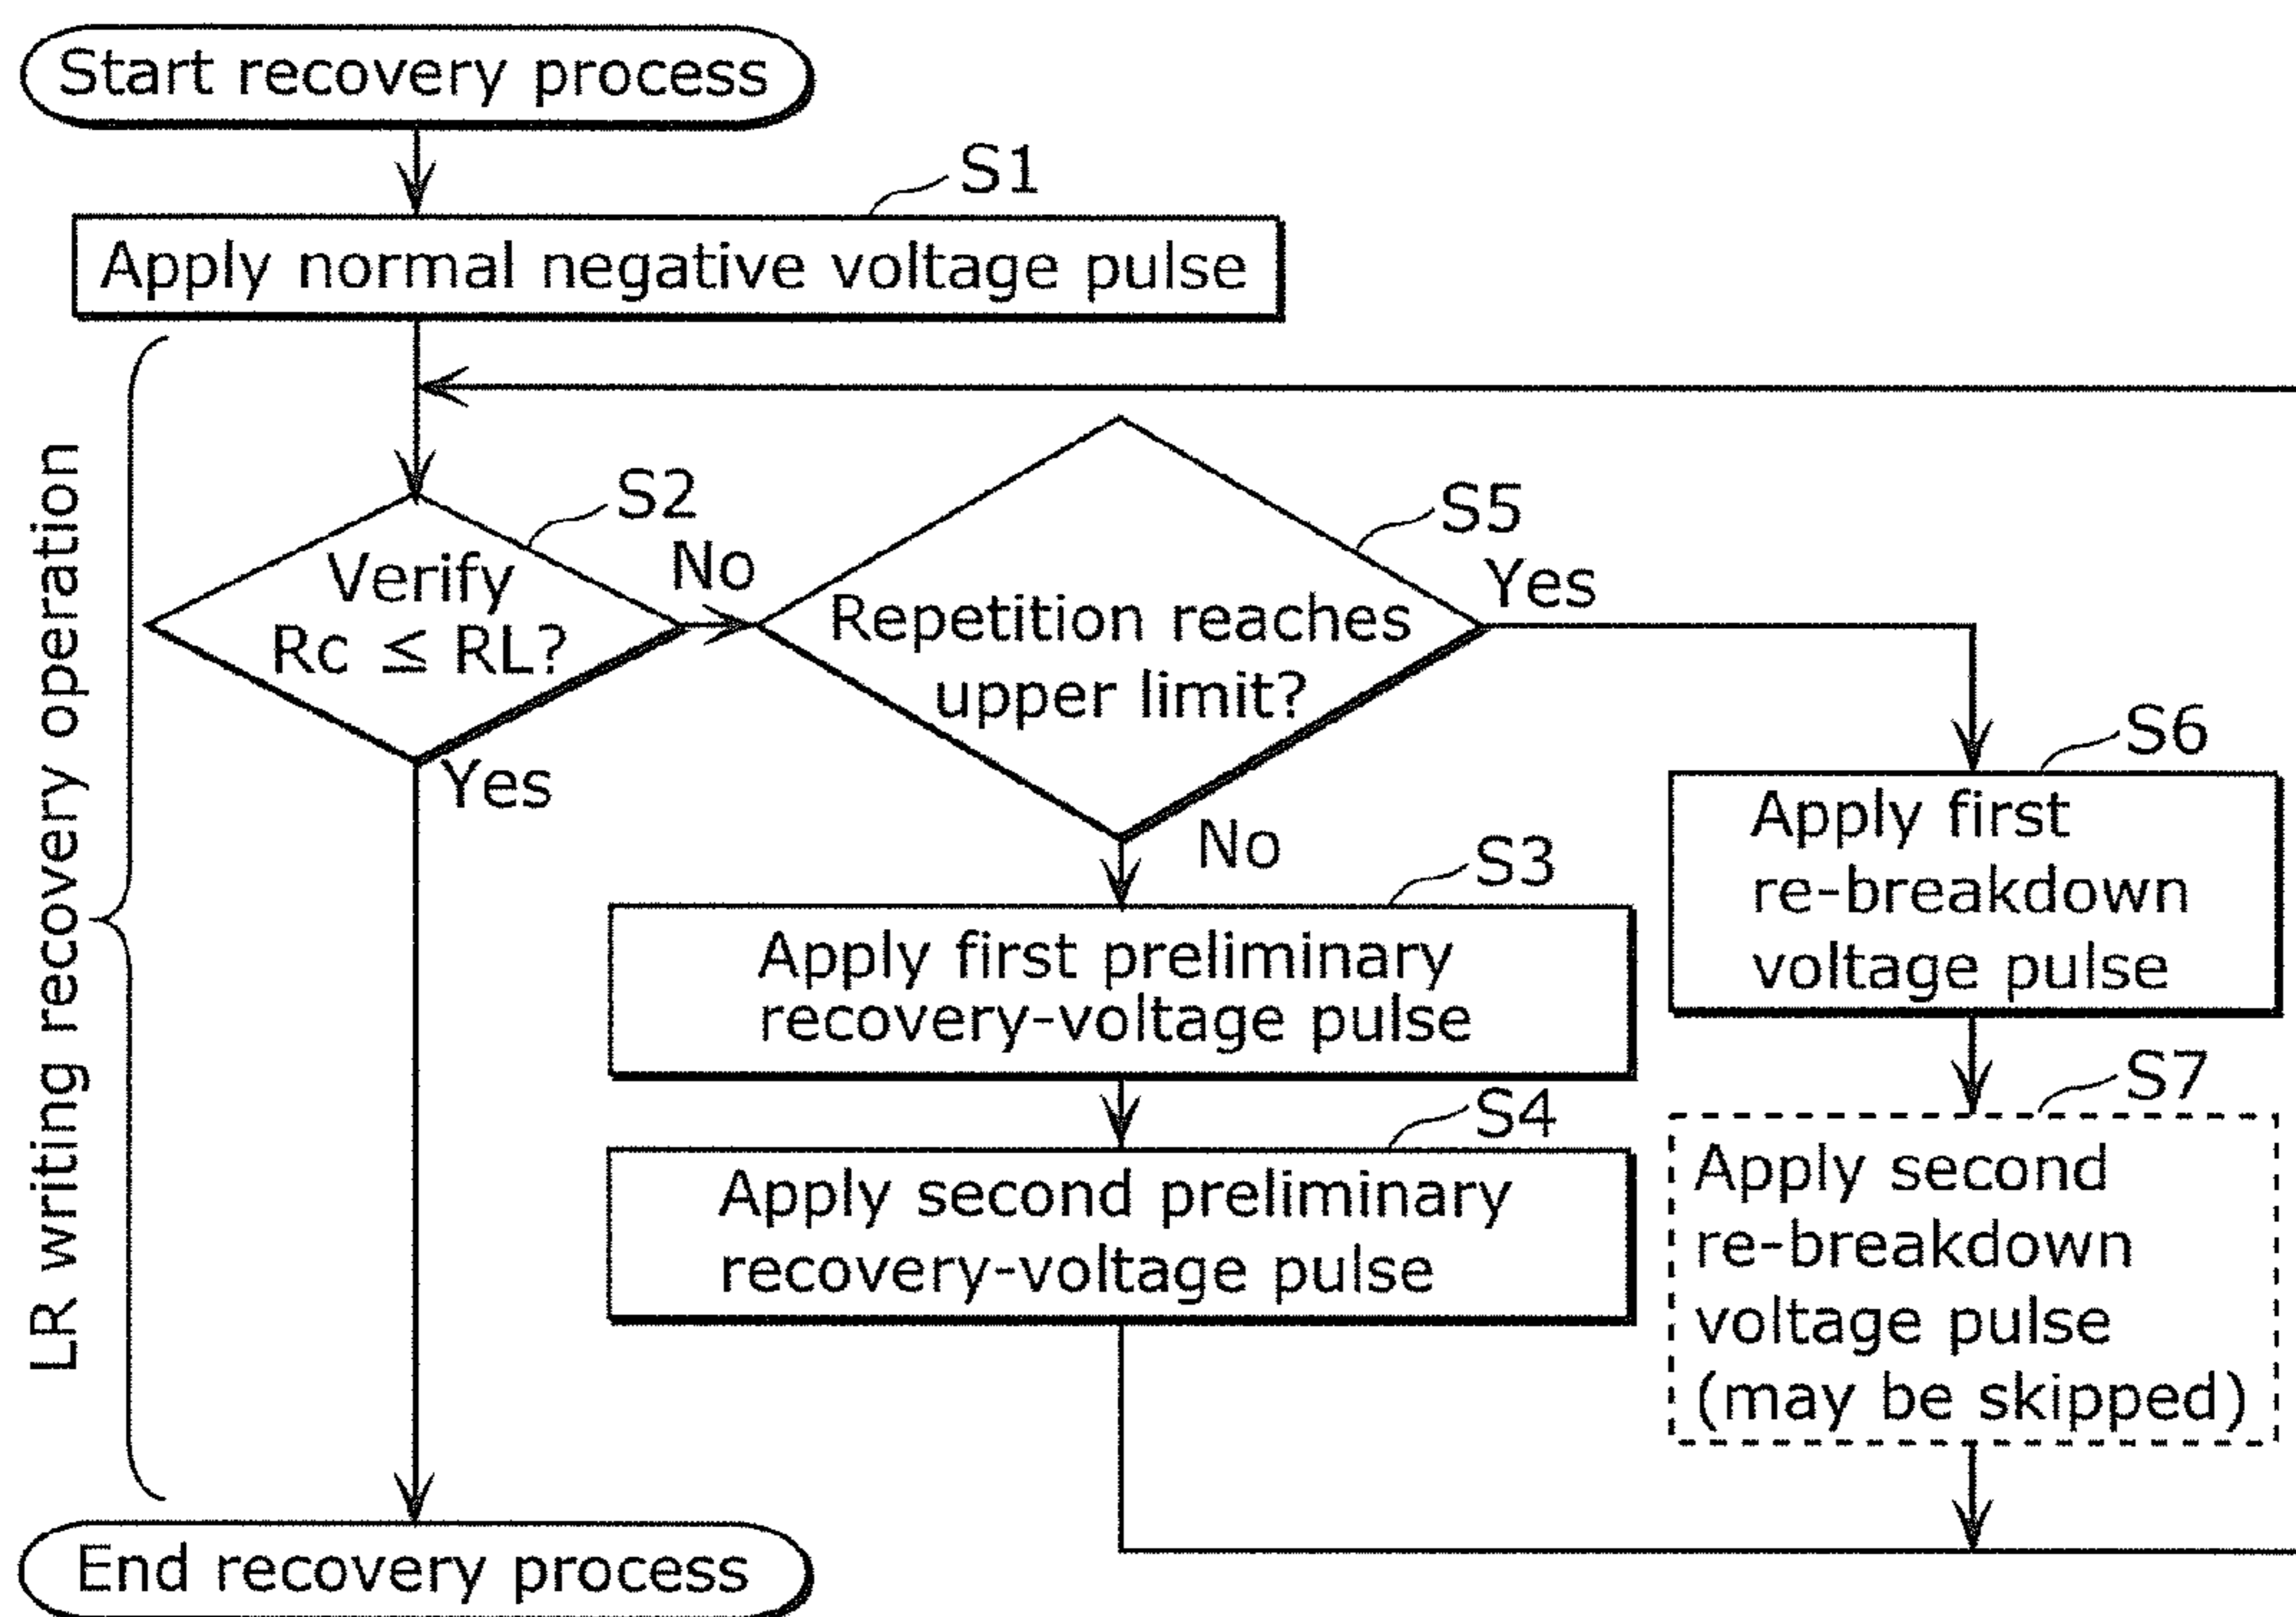 Start recovery process
S1
Apply normal negative voltage pulse
LR writing recovery operation
S2
Verify
Rc ≤ RL?
No
Yes
S5
Repetition reaches
upper limit?
Yes
No
S3
Apply first preliminary
recovery-voltage pulse
S4
Apply second preliminary
recovery-voltage pulse
S6
Apply first
re-breakdown
voltage pulse
S7
Apply second
re-breakdown
voltage pulse
(may be skipped)
End recovery process